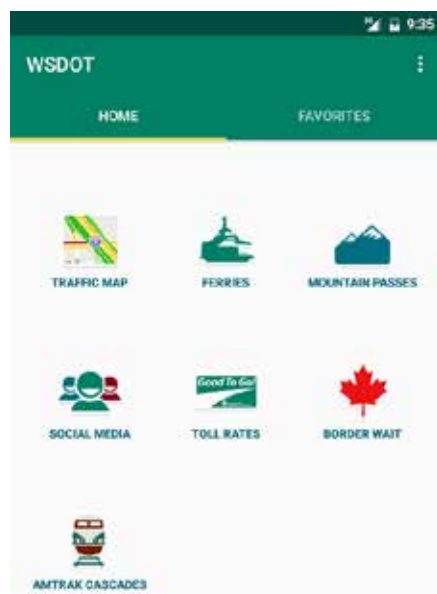 9:35
WSDOT
HOME FAVORITES
TRAFFIC MAP FERRIES MOUNTAIN PASSES
Good To Go!
SOCIAL MEDIA TOLL RATES BORDER WAIT
AMTRAK CASCADES